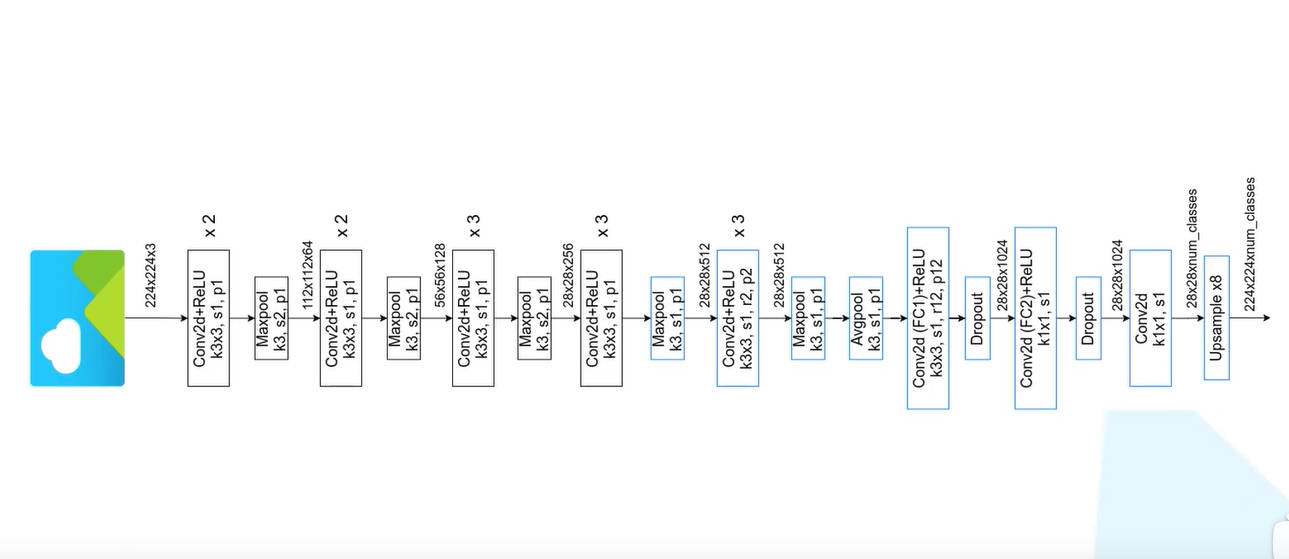 224x224x3
Conv2d+ReLU
k3x3, s1, p1
x 2
Maxpool
k3, s2, p1
112x112x64
Conv2d+ReLU
k3x3, s1, p1
x 2
Maxpool
k3, s2, p1
56x56x128
Conv2d+ReLU
k3x3, s1, p1
x 3
Maxpool
k3, s2, p1
28x28x256
Conv2d+ReLU
k3x3, s1, p1
x 3
Maxpool
k3, s1, p1
28x28x512
Conv2d+ReLU
k3x3, s1, r2, p2
x 3
28x28x512
Maxpool
k3, s1, p1
Avgpool
k3, s1, p1
Conv2d (FC1)+ReLU
k3x3, s1, r12, p12
Dropout
28x28x1024
Conv2d (FC2)+ReLU
k1x1, s1
Dropout
28x28x1024
Conv2d
k1x1, s1
28x28xnum_classes
Upsample x8
224x224xnum_classes